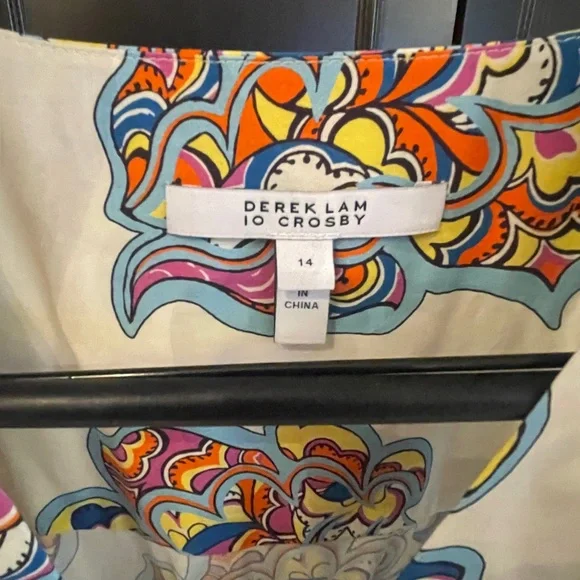 DEREK LAM
10 CROSBY
14
IN
CHINA